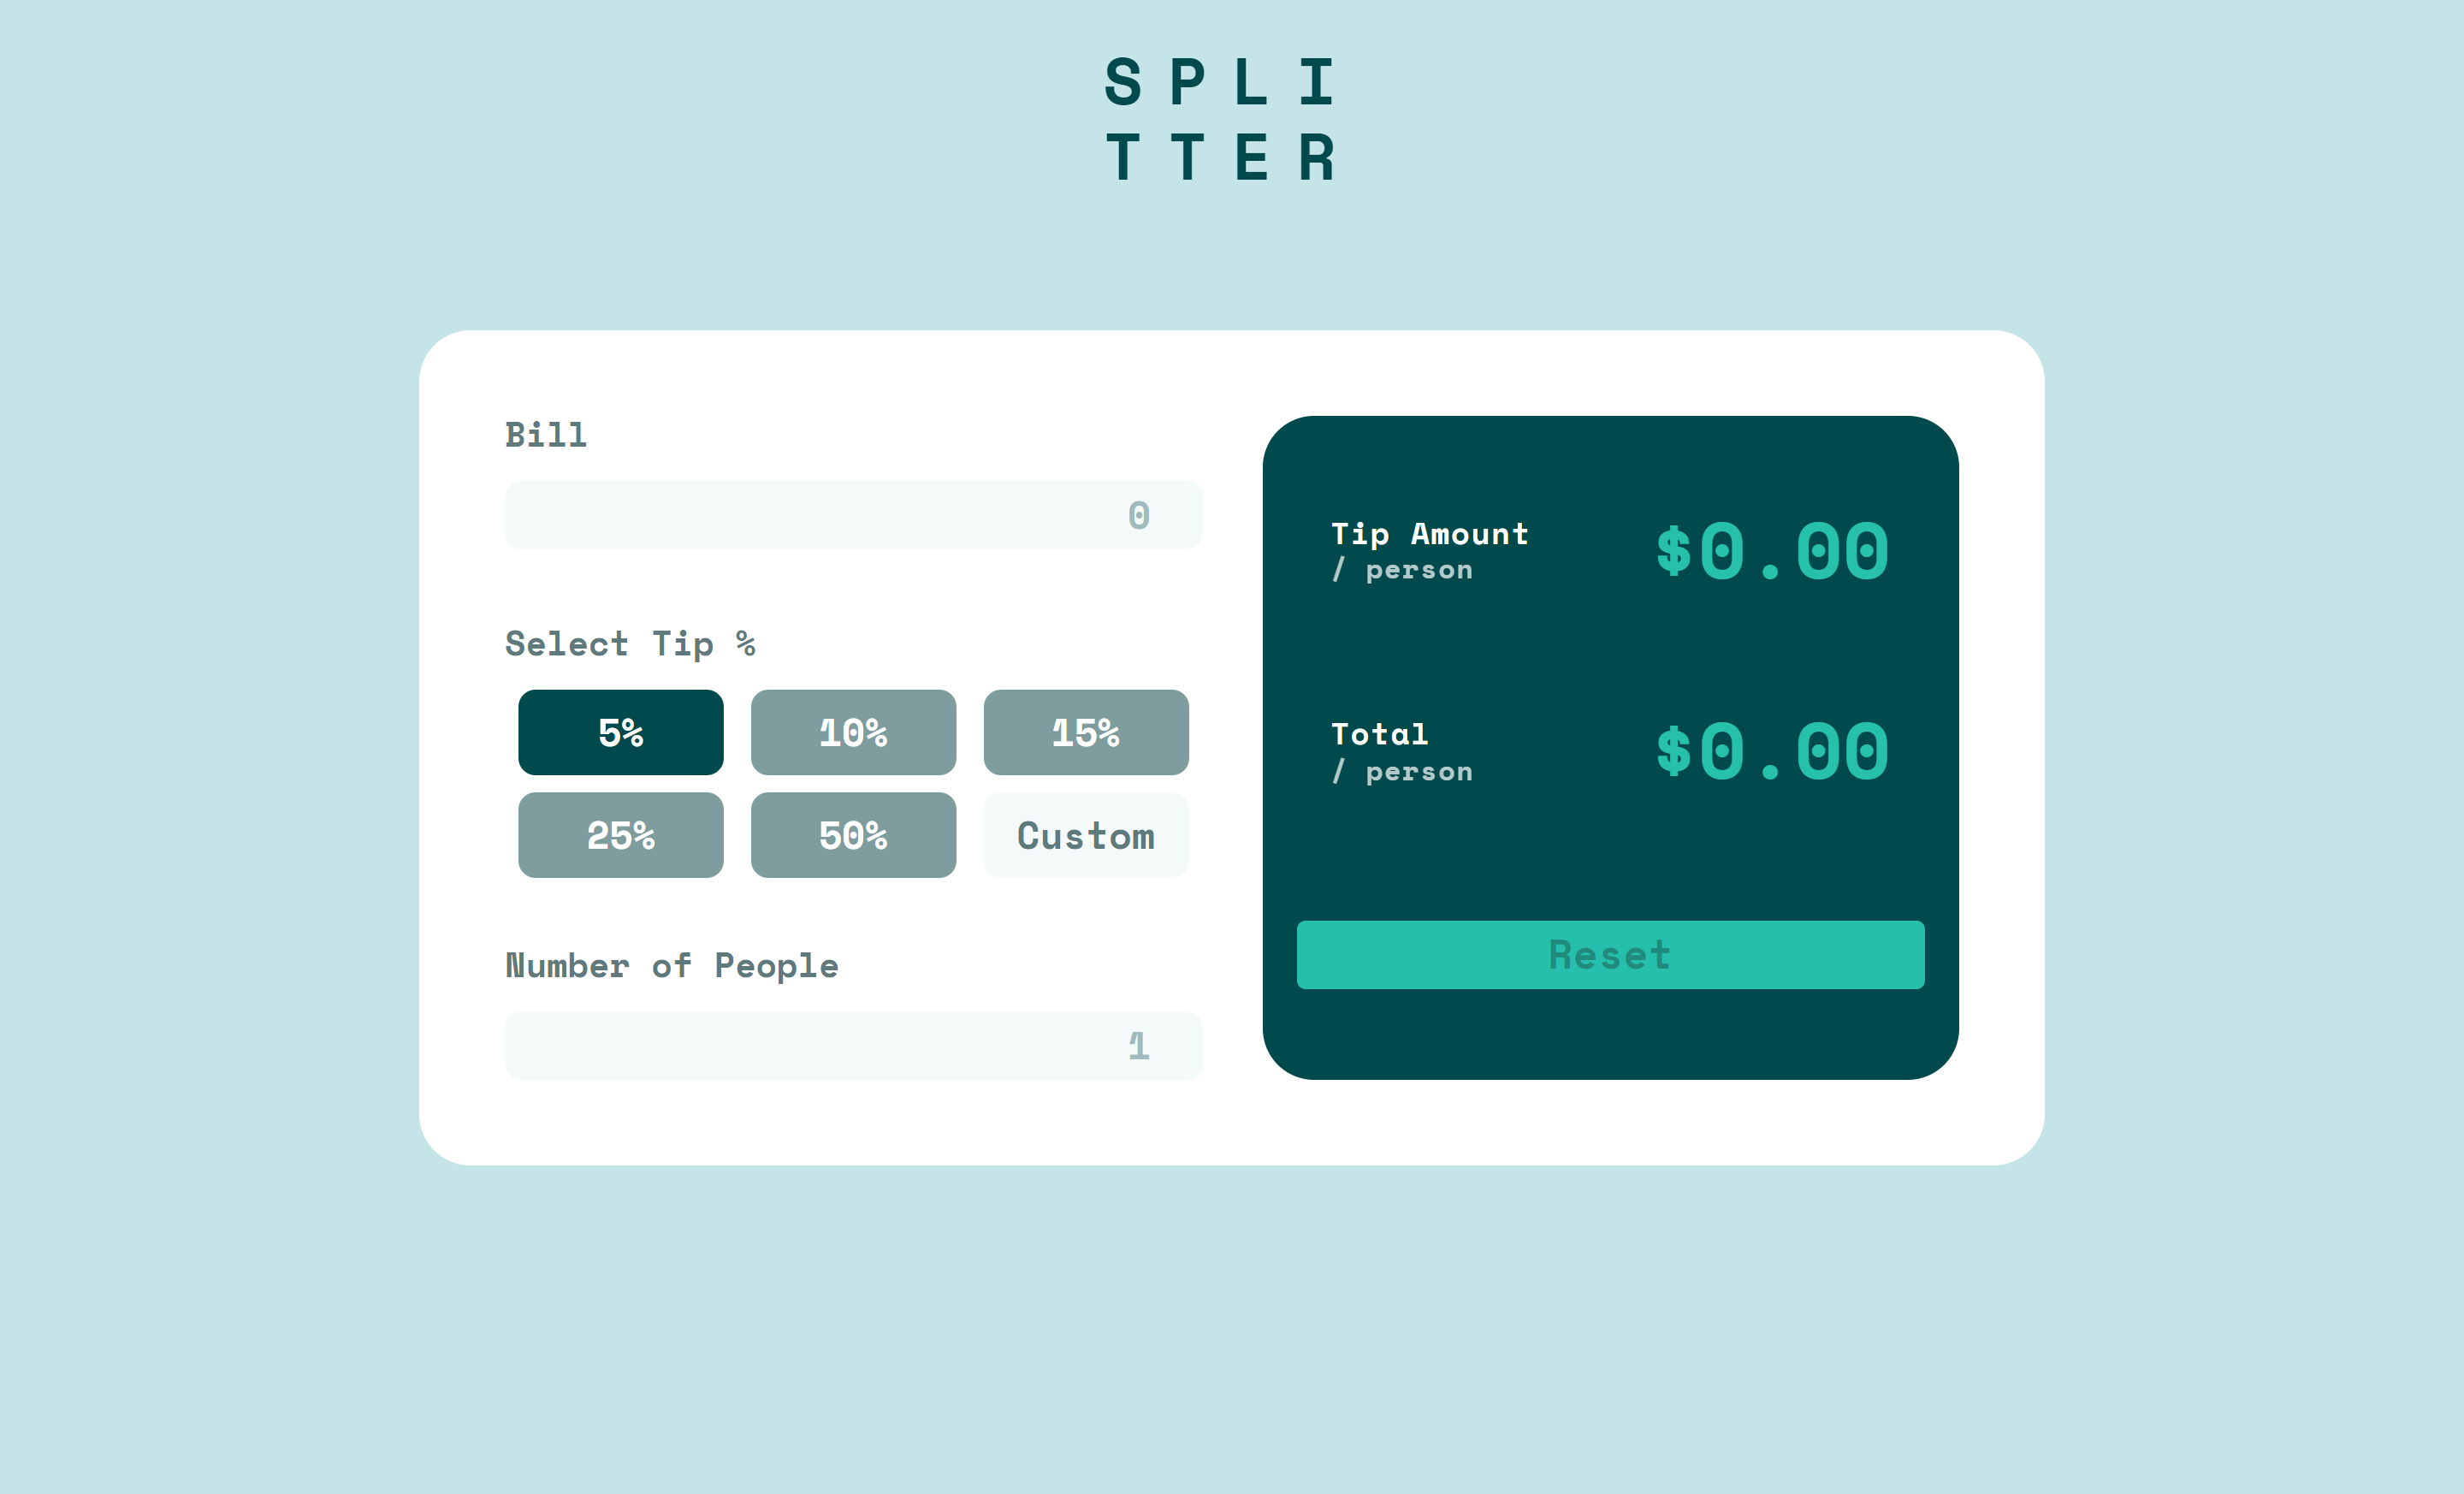 SPLI
TTER
Bill
0
Select Tip %
5% 10% 15%
25% 50% Custom
Number of People
1
Tip Amount
/ person
$0.00
Total
/ person
$0.00
Reset